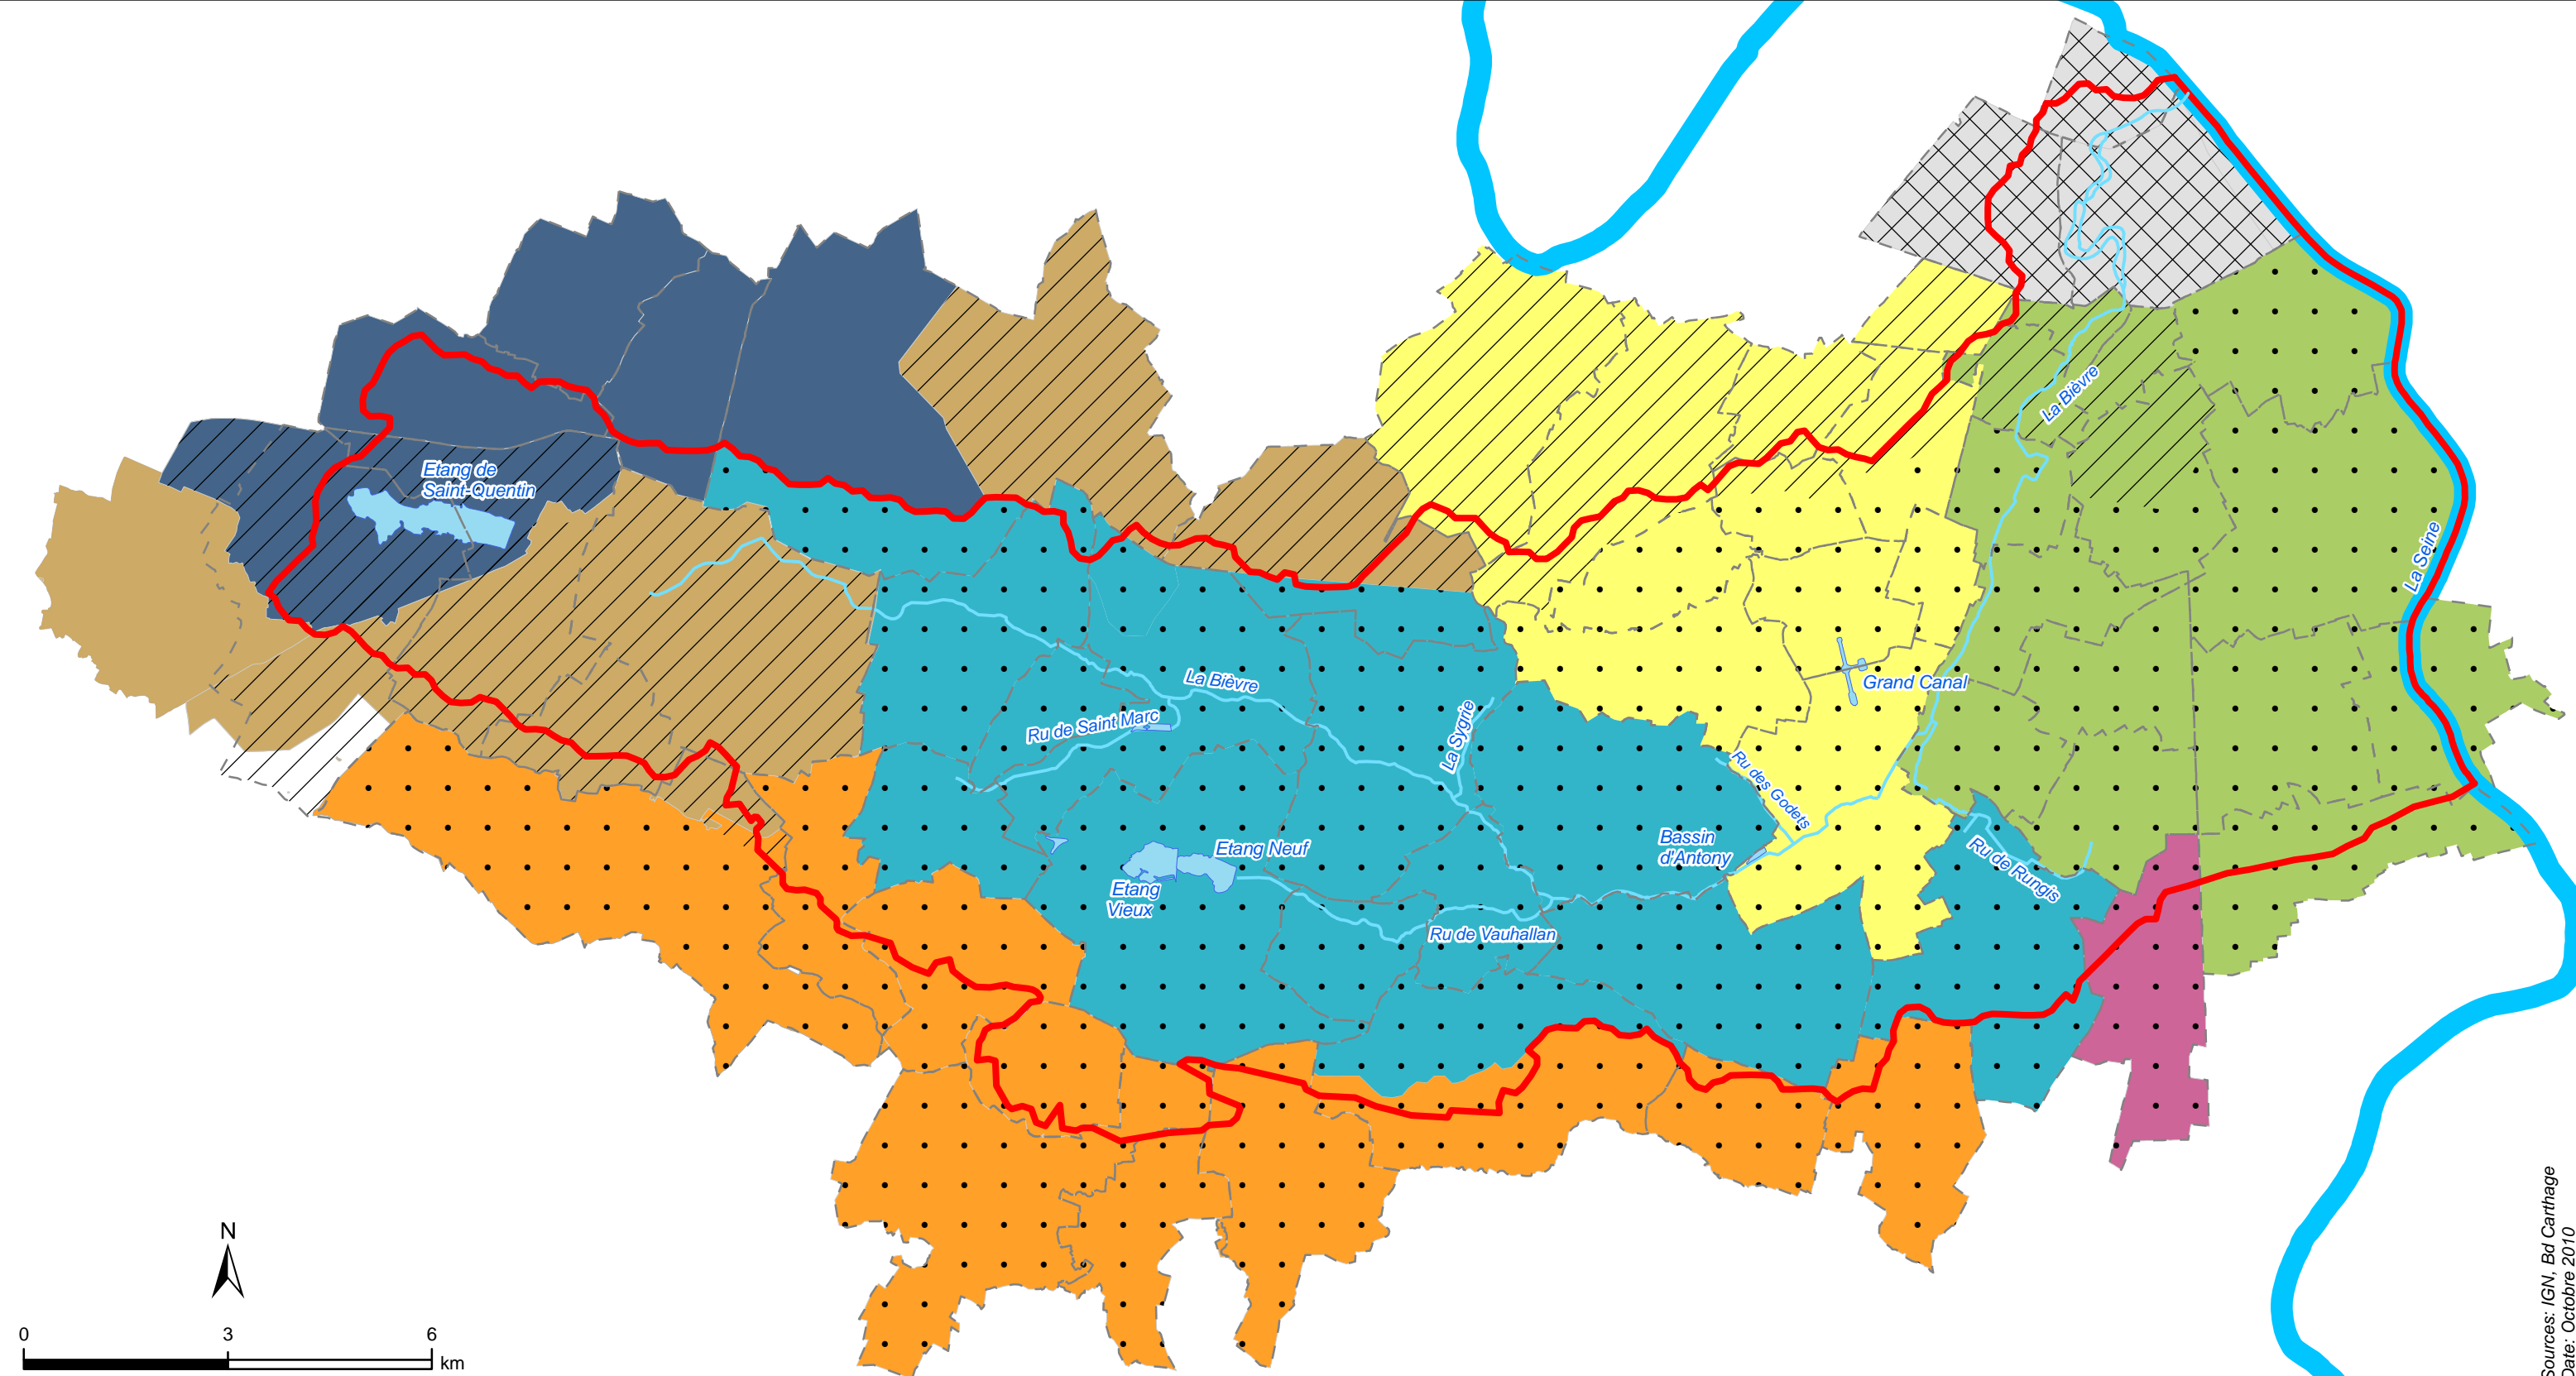 Etang de
Saint-Quentin
La Bièvre
La Seine
La Bièvre
Ru de Saint Marc
La Sygrie
Grand Canal
Ru des Godets
Bassin
d'Antony
Etang Neuf
Etang
Vieux
Ru de Rungis
Ru de Vauhallan
N
0 3 6
km
Sources: IGN, Bd Carthage
Date: Octobre 2010